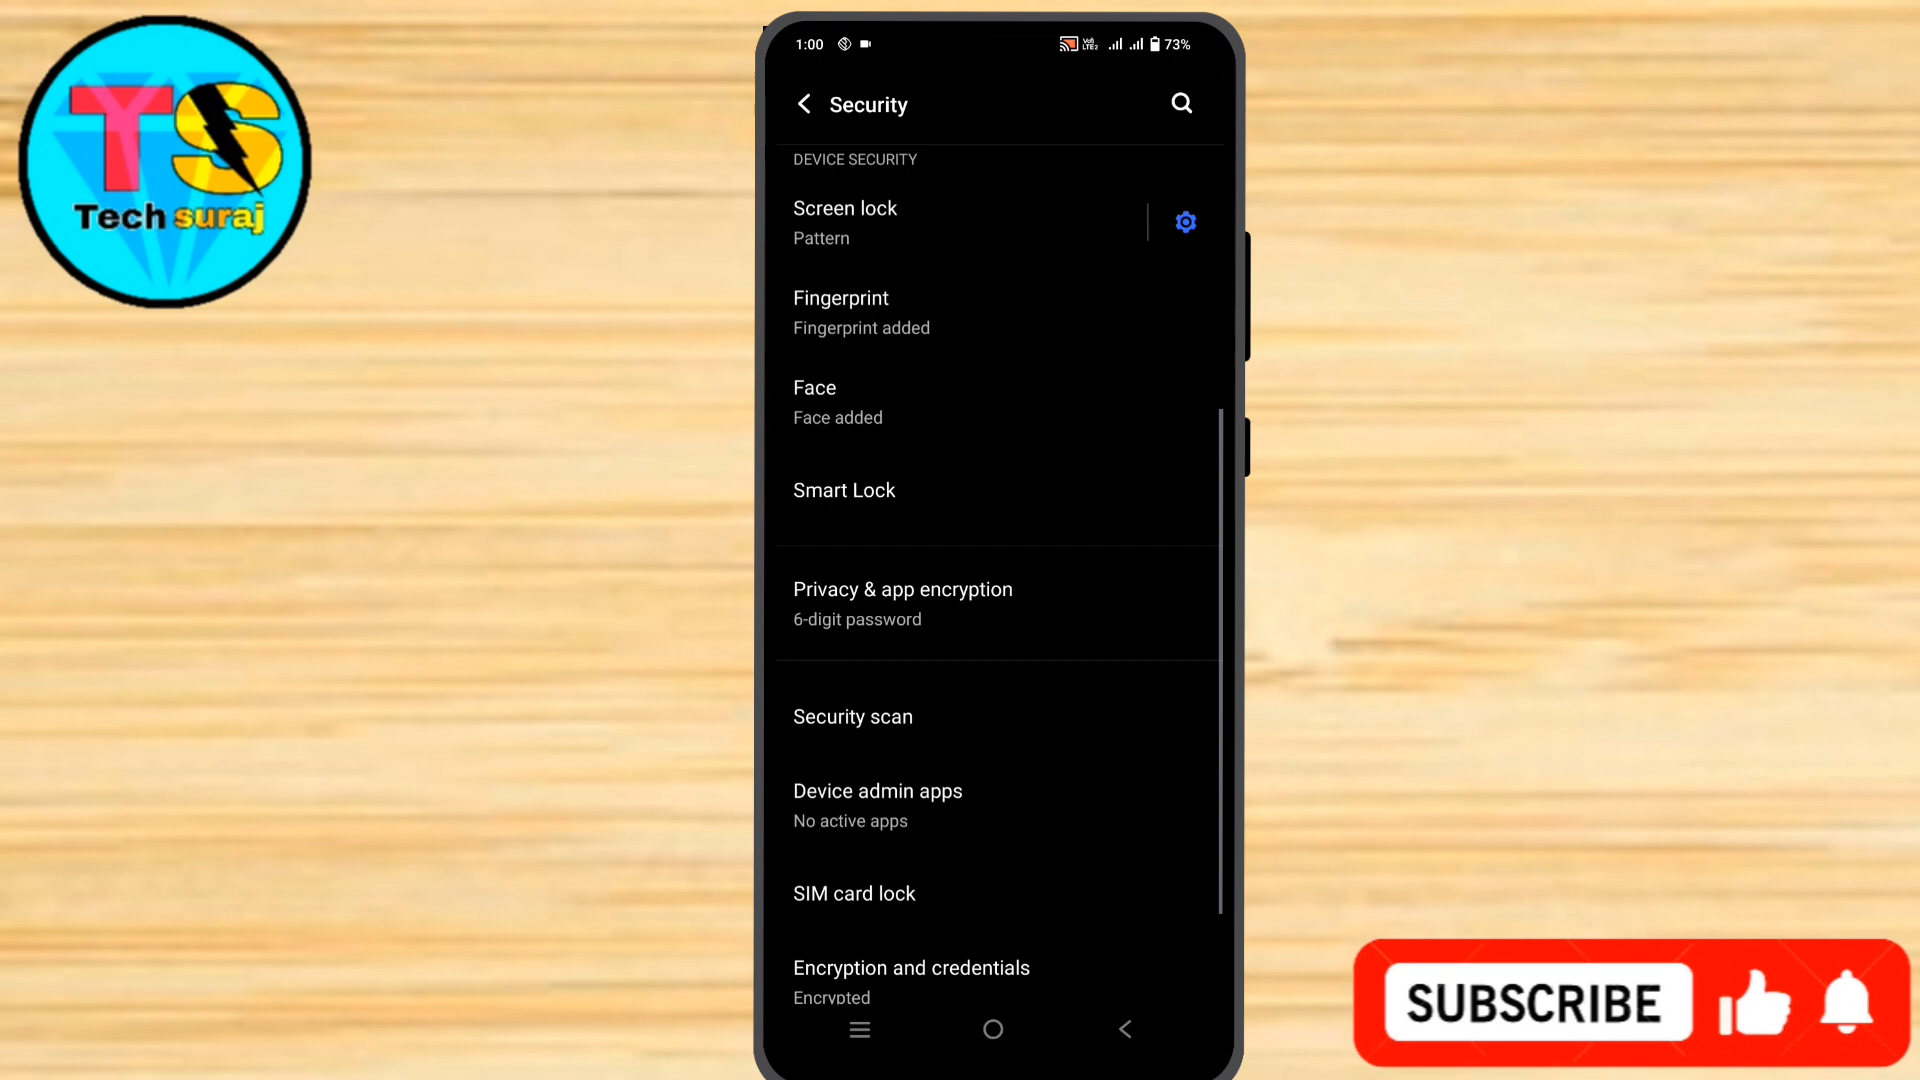 TS
Tech suraj
1:00
73%
Security
DEVICE SECURITY
Screen lock
Pattern
Fingerprint
Fingerprint added
Face
Face added
Smart Lock
Privacy & app encryption
6-digit password
Security scan
Device admin apps
No active apps
SIM card lock
Encryption and credentials
Encrypted
SUBSCRIBE